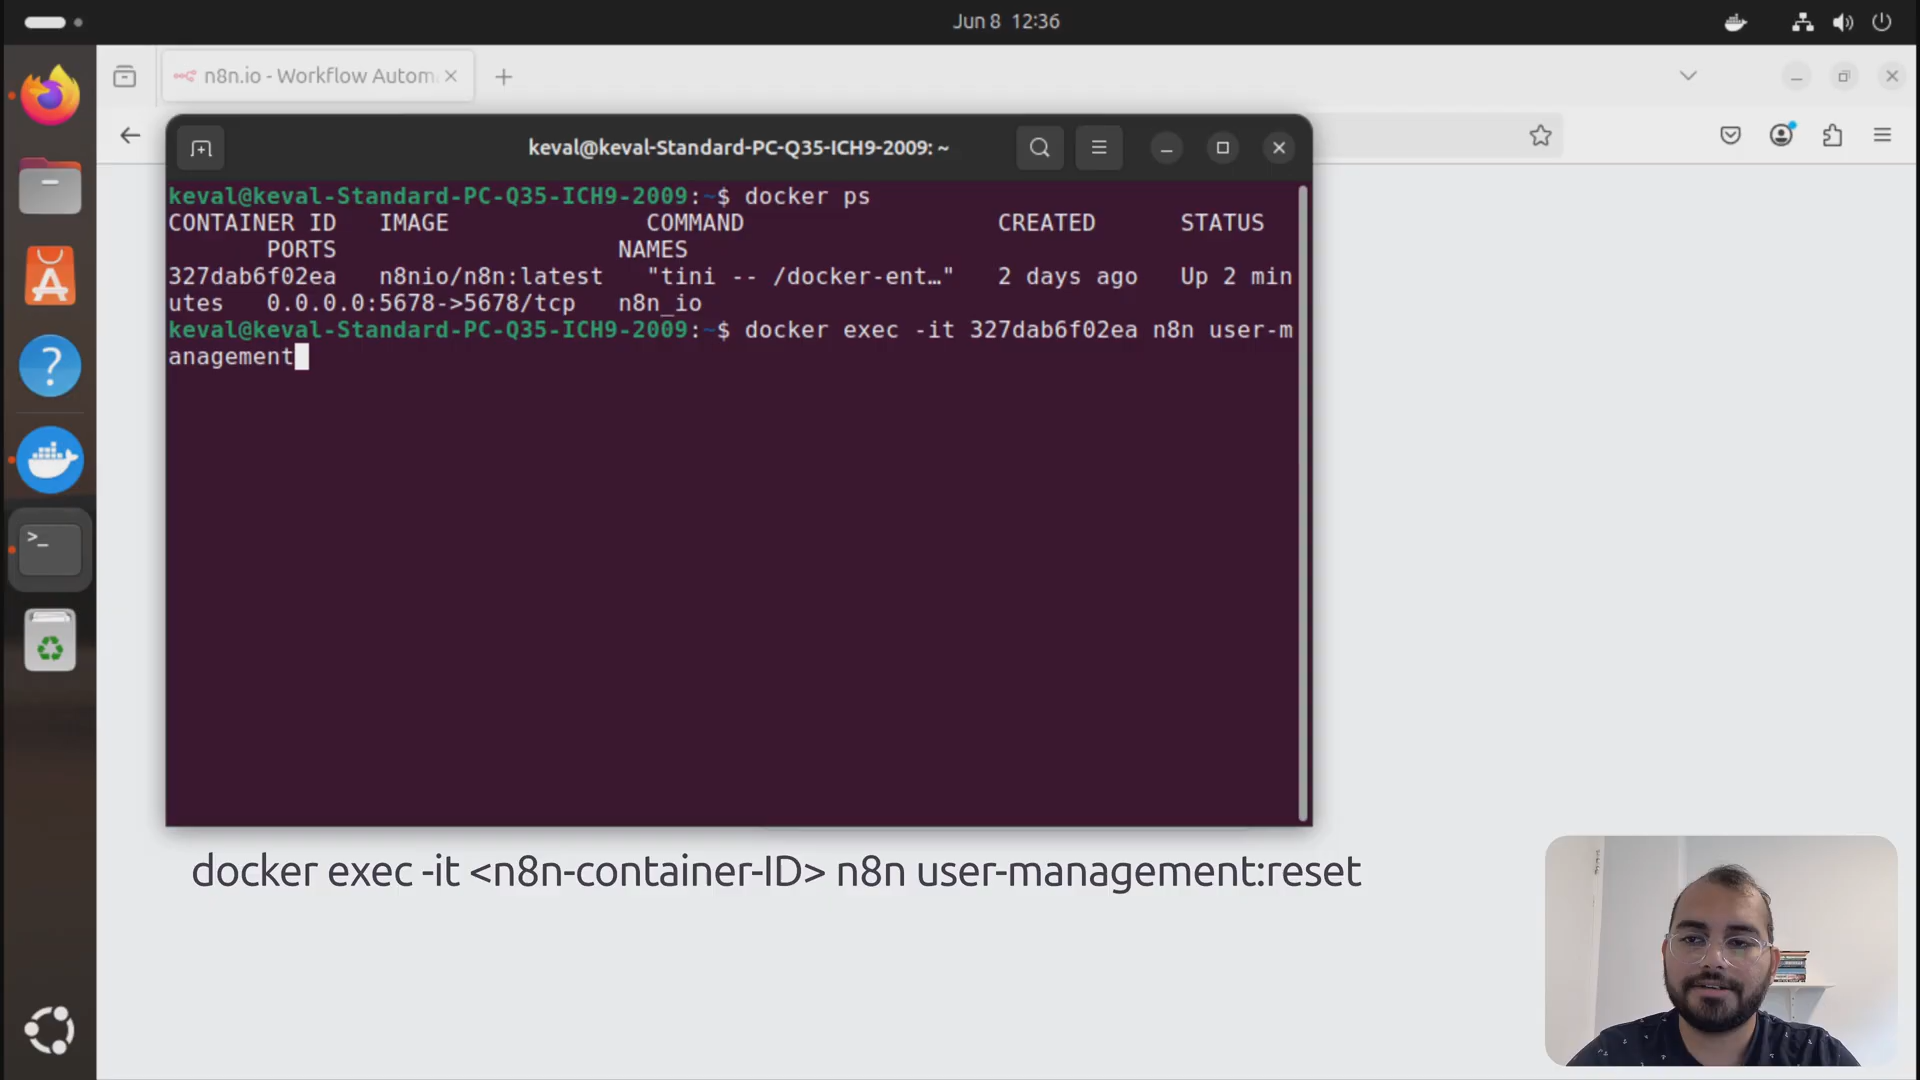 Jun 8 12:36
n8n.io - Workflow Autom
keval@keval-Standard-PC-Q35-ICH9-2009: ~
keval@keval-Standard-PC-Q35-ICH9-2009:~$ docker ps
CONTAINER ID IMAGE COMMAND CREATED STATUS
PORTS NAMES
327dab6f02ea n8nio/n8n:latest "tini -- /docker-ent…" 2 days ago Up 2 min
utes 0.0.0.0:5678->5678/tcp n8n_io
keval@keval-Standard-PC-Q35-ICH9-2009:~$ docker exec -it 327dab6f02ea n8n user-m
anagement
docker exec -it <n8n-container-ID> n8n user-management:reset